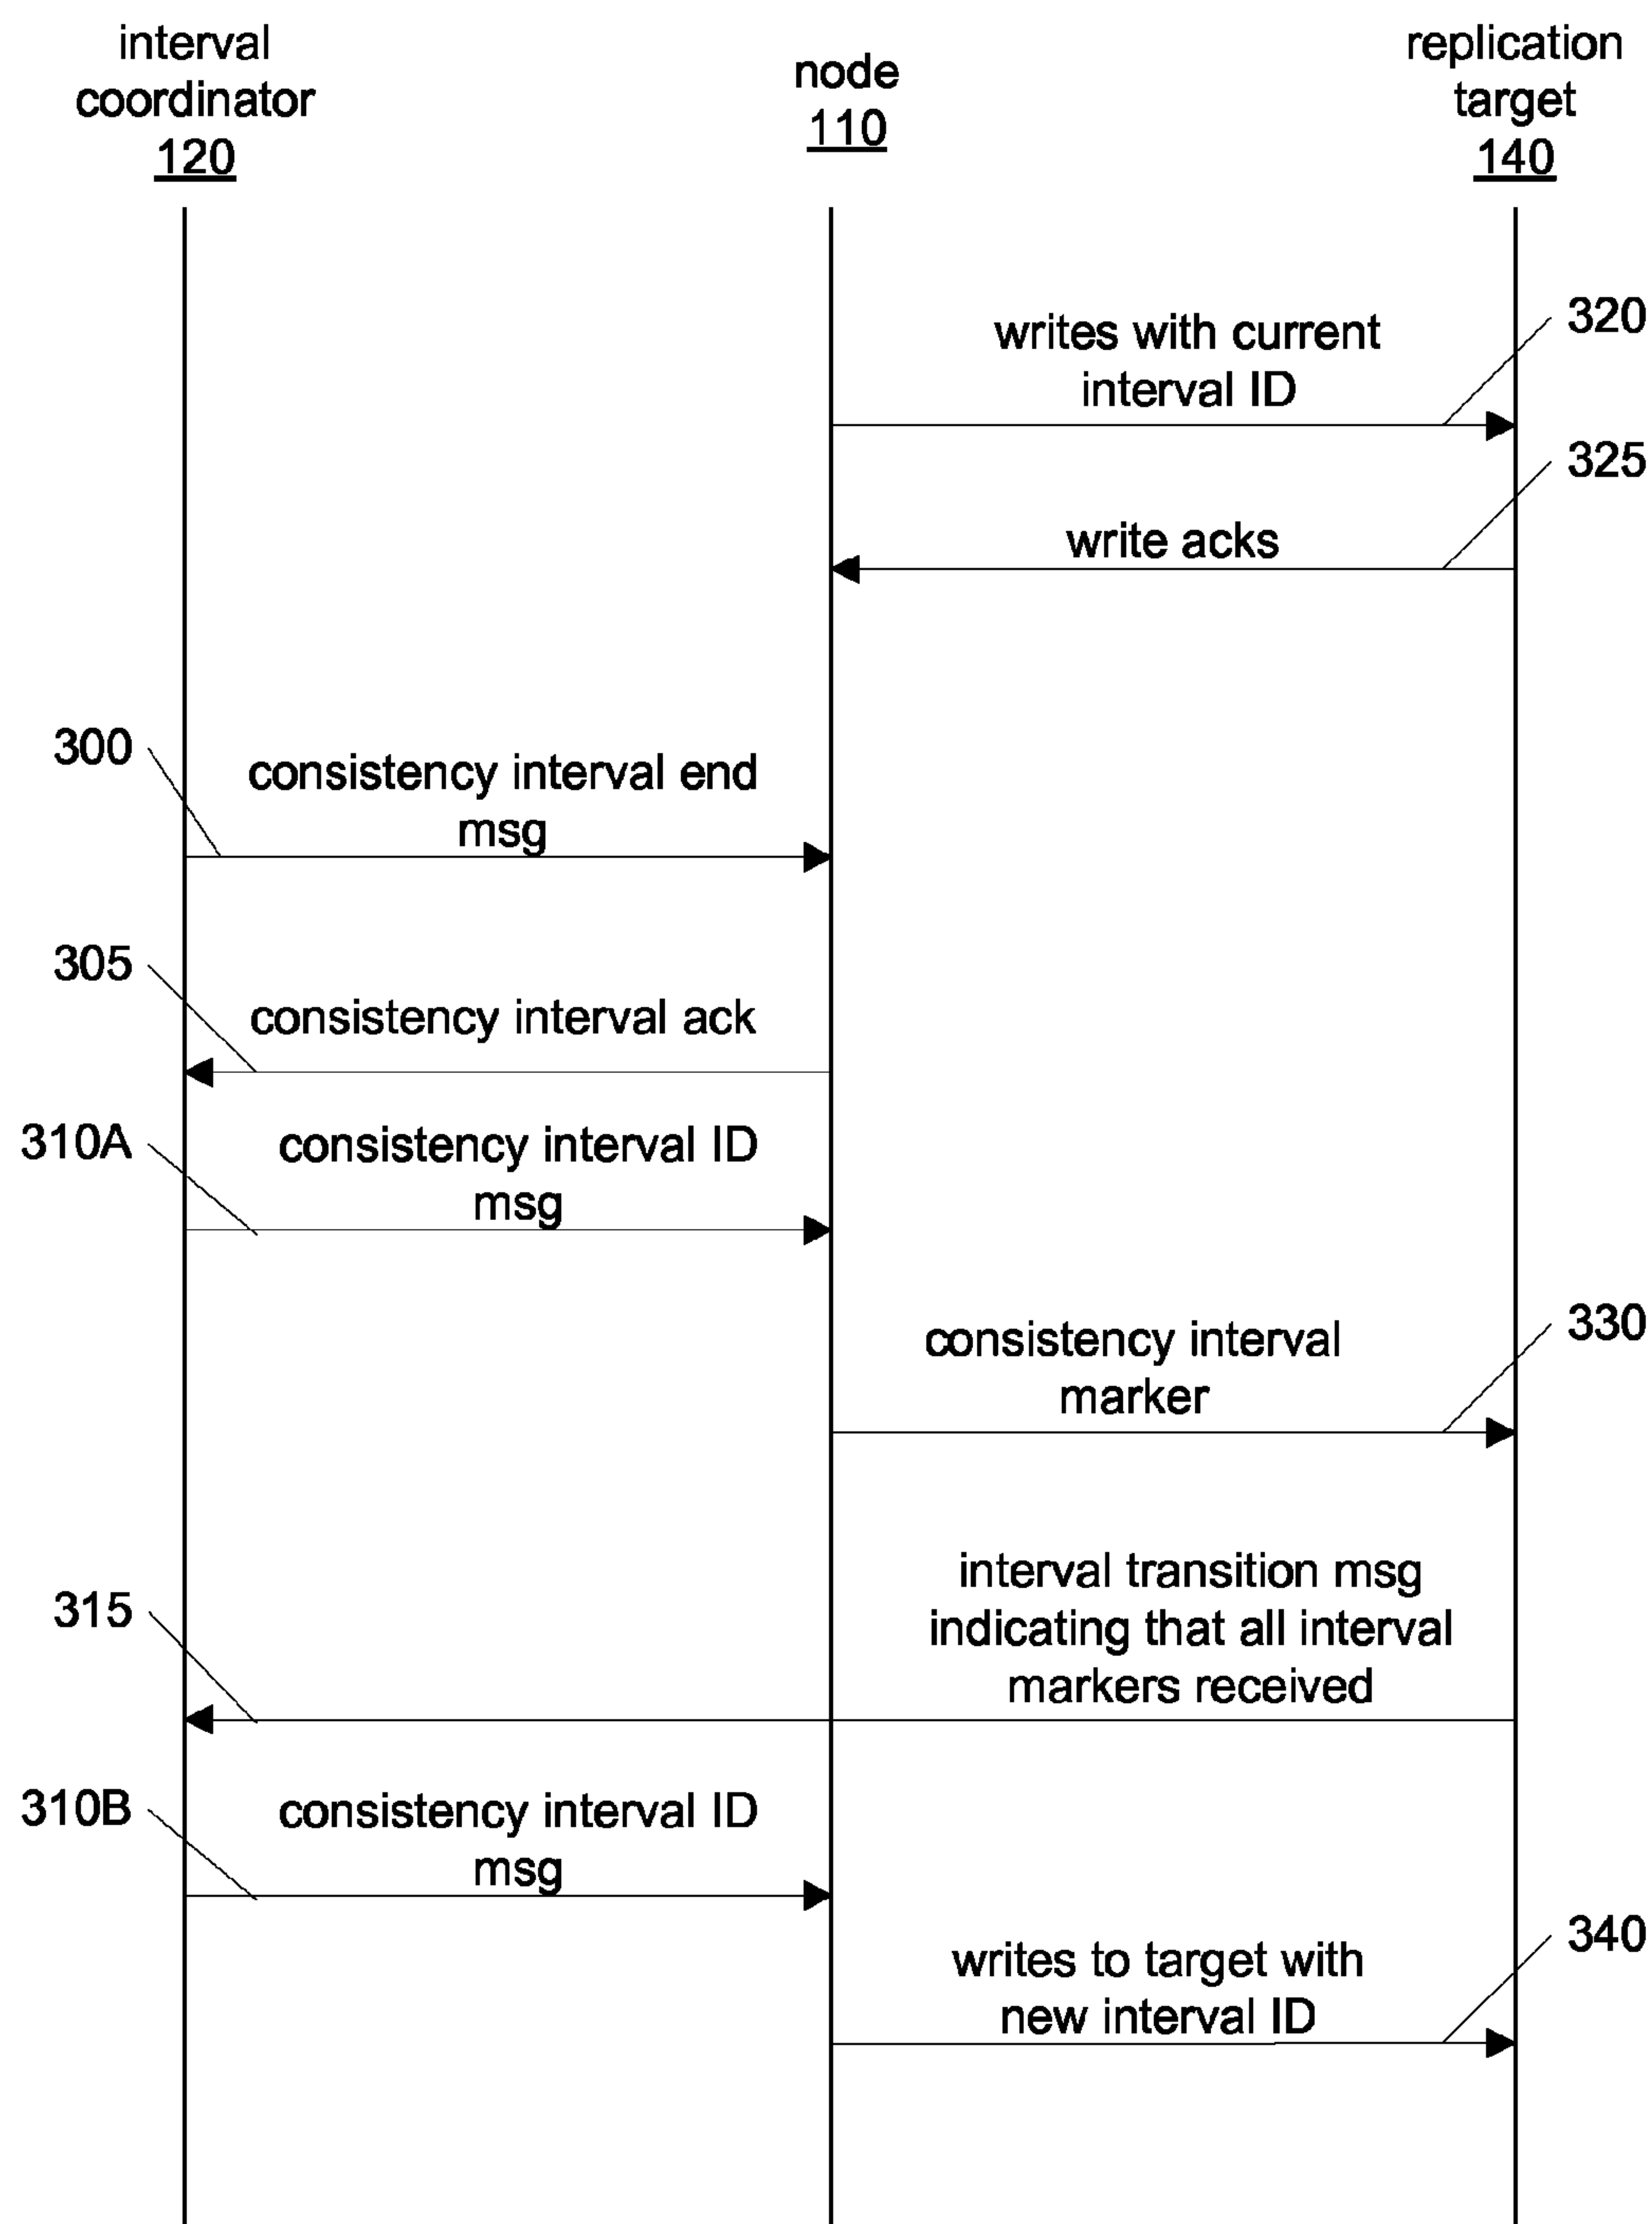 interval
coordinator
120
node
110
replication
target
140
320
writes with current
interval ID
325
write acks
300
consistency interval end
msg
305
consistency interval ack
310A
consistency interval ID
msg
330
consistency interval
marker
interval transition msg
indicating that all interval
markers received
315
310B
consistency interval ID
msg
340
writes to target with
new interval ID